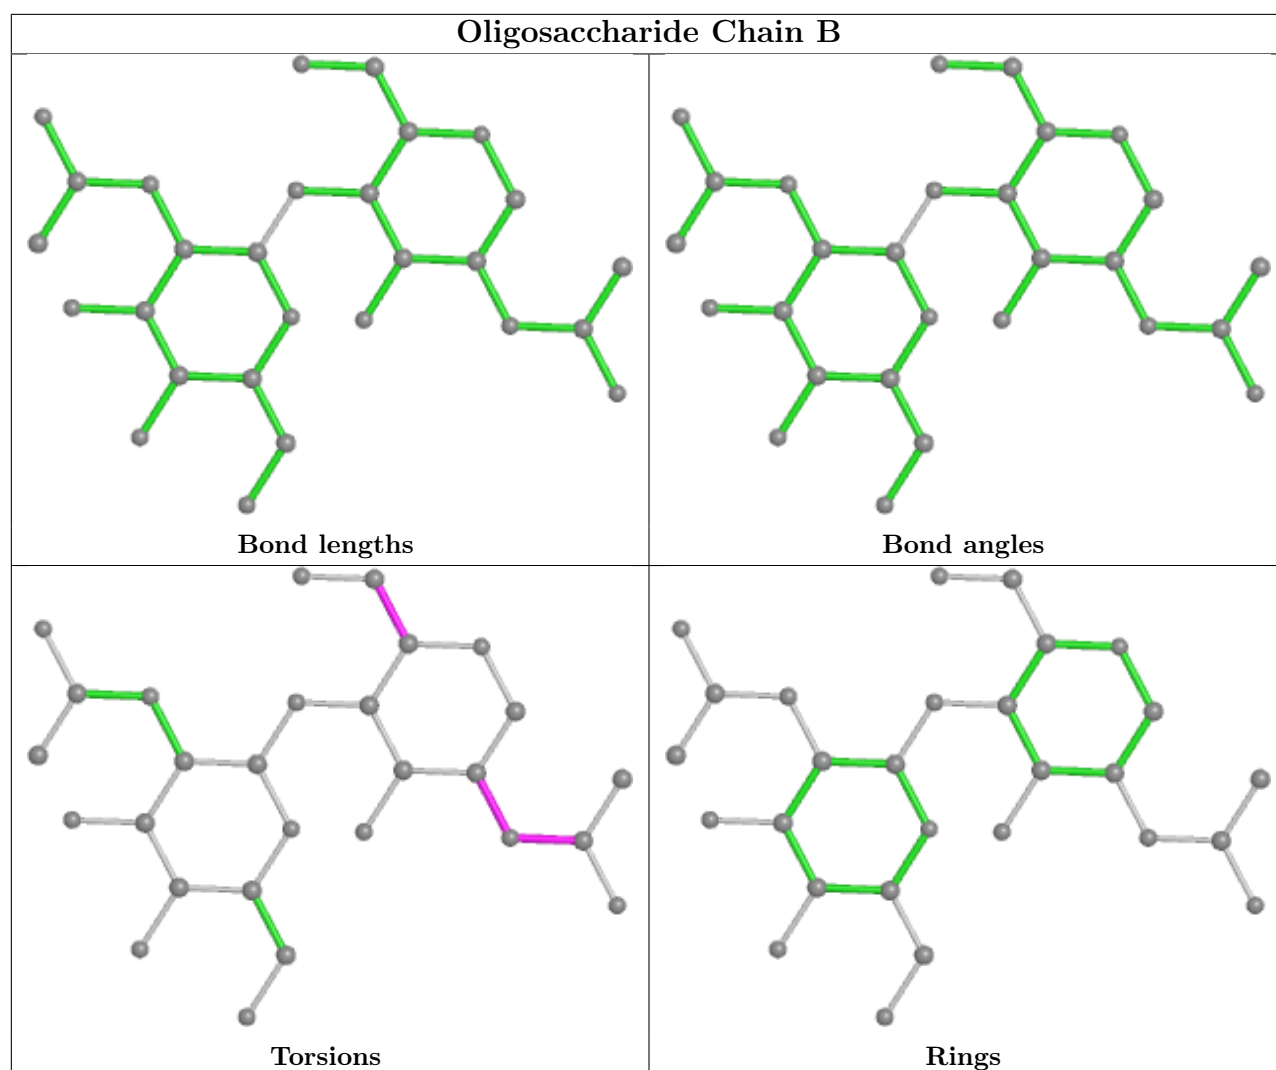 Oligosaccharide Chain B
Bond lengths
Bond angles
Torsions
Rings